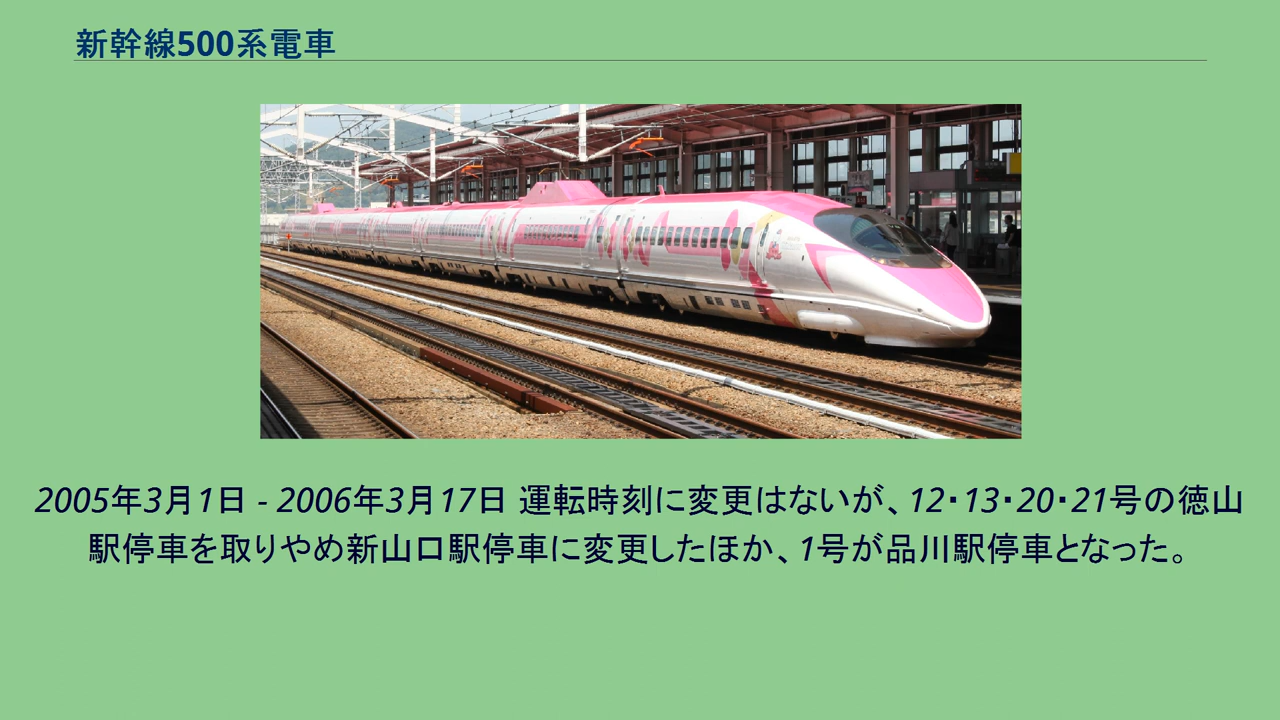 新幹線500系電車
2005年3月1日 - 2006年3月17日 運転時刻に変更はないが、12・13・20・21号の徳山
駅停車を取りやめ新山口駅停車に変更したほか、1号が品川駅停車となった。